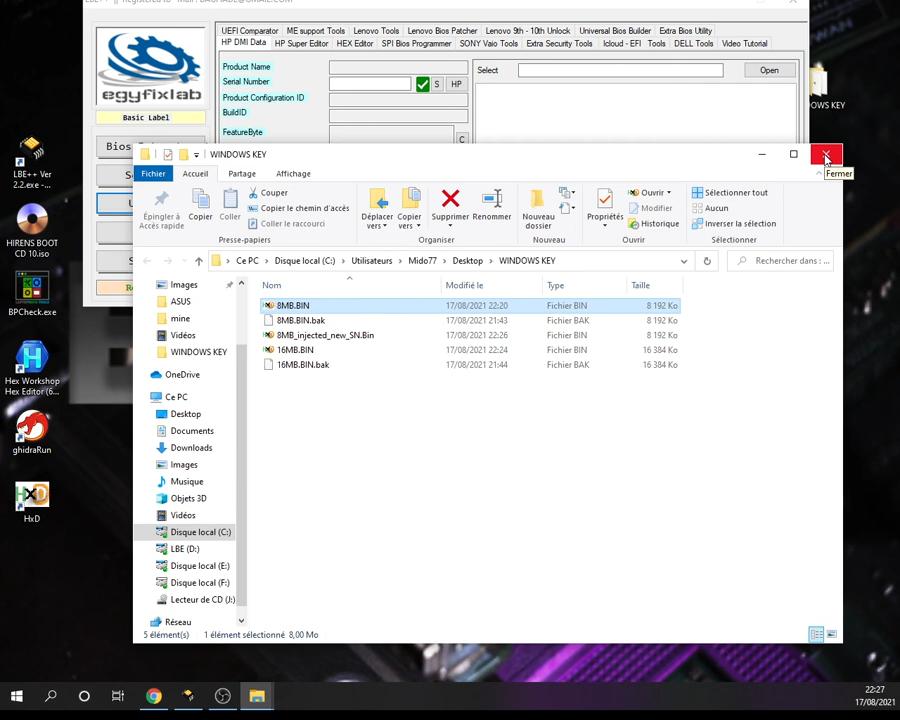 UEFI Comparator ME support Tools Lenovo Tools Lenovo Bios Patcher Lenovo 9th - 10th Unlock Universal Bios Builder Extra Bios Utility
HP DMI Data HP Super Editor HEX Editor SPI Bios Programmer SONY Vaio Tools Extra Security Tools Icloud - EFI Tools DELL Tools Video Tutorial
egyfixlab
Basic Label
Product Name
Serial Number S HP
Product Configuration ID
BuildID
FeatureByte
C
Select Open
Bios
LBE++ Ver
2.2.exe -...
HIRENS BOOT
CD 10.iso
BPCheck.exe
Hex Workshop
Hex Editor (6...
ghidraRun
HxD
WINDOWS KEY
Fermer
Fichier Accueil Partage Affichage
Épingler à
Accès rapide
Copier
Coller
Couper
Copier le chemin d'accès
Coller le raccourci
Déplacer
vers
Copier
vers
Supprimer
Renommer
Nouveau
dossier
Propriétés
Ouvrir
Modifier
Historique
Sélectionner tout
Aucun
Inverser la sélection
Presse-papiers Organiser Nouveau Ouvrir Sélectionner
Ce PC › Disque local (C:) › Utilisateurs › Mido77 › Desktop › WINDOWS KEY
Rechercher dans : ...
Images
ASUS
mine
Vidéos
WINDOWS KEY
OneDrive
Ce PC
Desktop
Documents
Downloads
Images
Musique
Objets 3D
Vidéos
Disque local (C:)
LBE (D:)
Disque local (E:)
Disque local (F:)
Lecteur de CD (J:)
Réseau
Nom Modifié le Type Taille
8MB.BIN 17/08/2021 22:20 Fichier BIN 8 192 Ko
8MB.BIN.bak 17/08/2021 21:43 Fichier BAK 8 192 Ko
8MB_injected_new_SN.Bin 17/08/2021 22:26 Fichier BIN 8 192 Ko
16MB.BIN 17/08/2021 22:24 Fichier BIN 16 384 Ko
16MB.BIN.bak 17/08/2021 21:44 Fichier BAK 16 384 Ko
5 élément(s) 1 élément sélectionné 8,00 Mo
22:27
17/08/2021